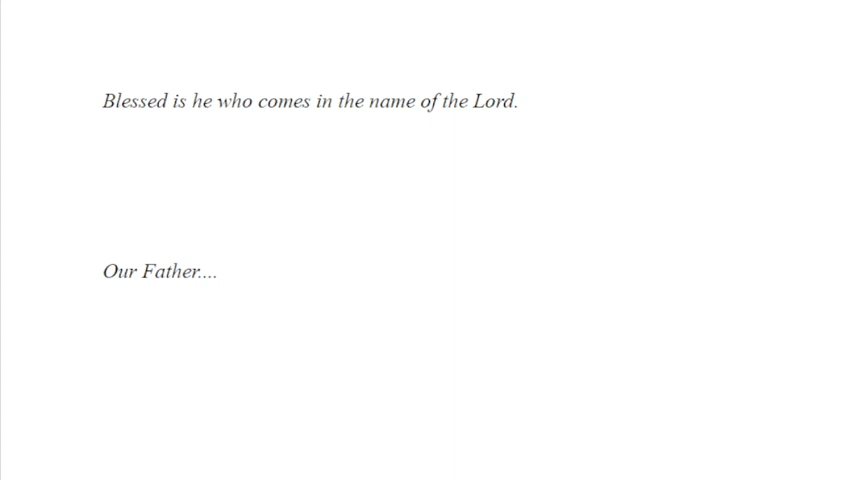 Blessed is he who comes in the name of the Lord.
Our Father....